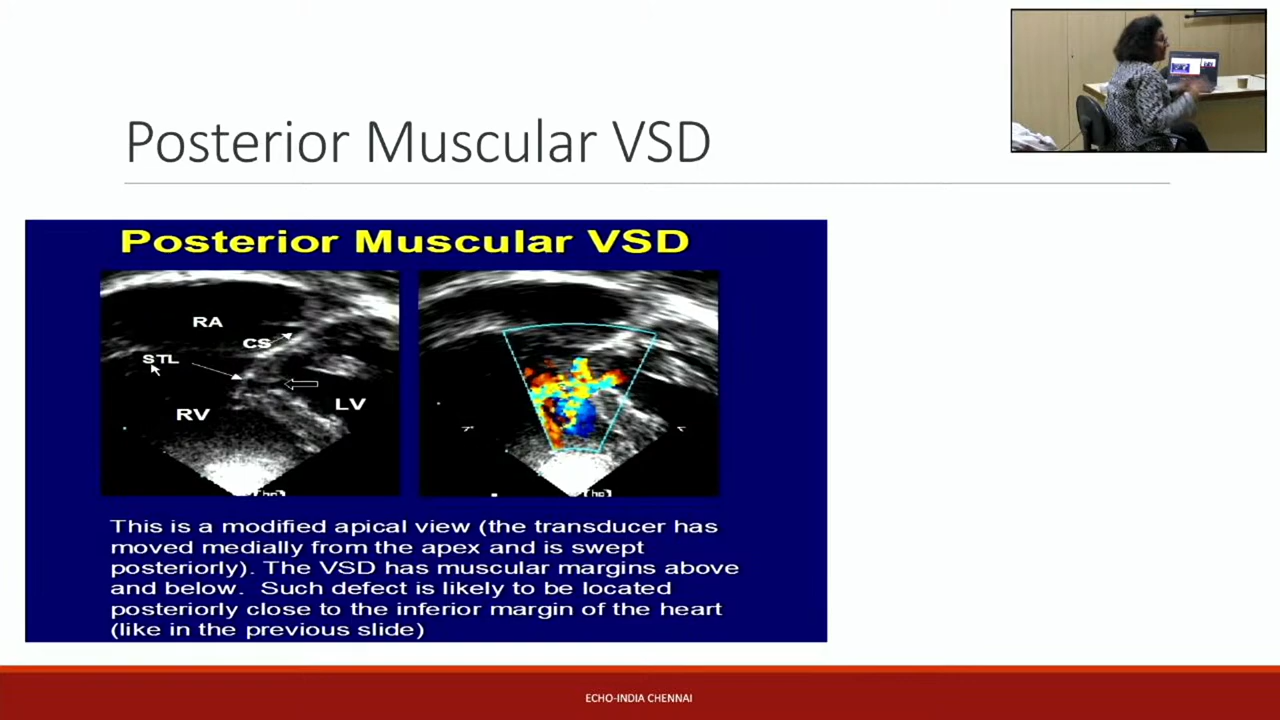 Posterior Muscular VSD
Posterior Muscular VSD
RA
CS
STL
RV
LV
This is a modified apical view (the transducer has
moved medially from the apex and is swept
posteriorly). The VSD has muscular margins above
and below. Such defect is likely to be located
posteriorly close to the inferior margin of the heart
(like in the previous slide)
ECHO-INDIA CHENNAI